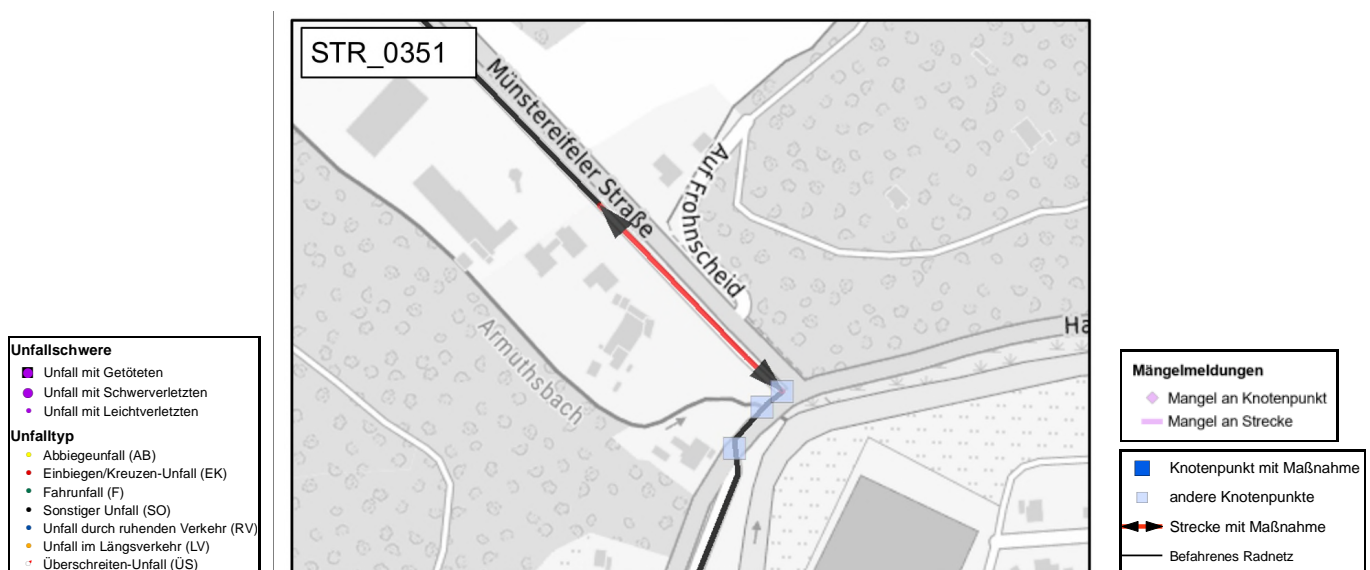 STR_0351
Münstereifeler Straße
Auf Frohnscheid
Ha
Armuthsbach
Unfallschwere
Unfall mit Getöteten
Unfall mit Schwerverletzten
Unfall mit Leichtverletzten
Unfalltyp
Abbiegeunfall (AB)
Einbiegen/Kreuzen-Unfall (EK)
Fahrunfall (F)
Sonstiger Unfall (SO)
Unfall durch ruhenden Verkehr (RV)
Unfall im Längsverkehr (LV)
Überschreiten-Unfall (ÜS)
Mängelmeldungen
Mangel an Knotenpunkt
Mangel an Strecke
Knotenpunkt mit Maßnahme
andere Knotenpunkte
Strecke mit Maßnahme
Befahrenes Radnetz